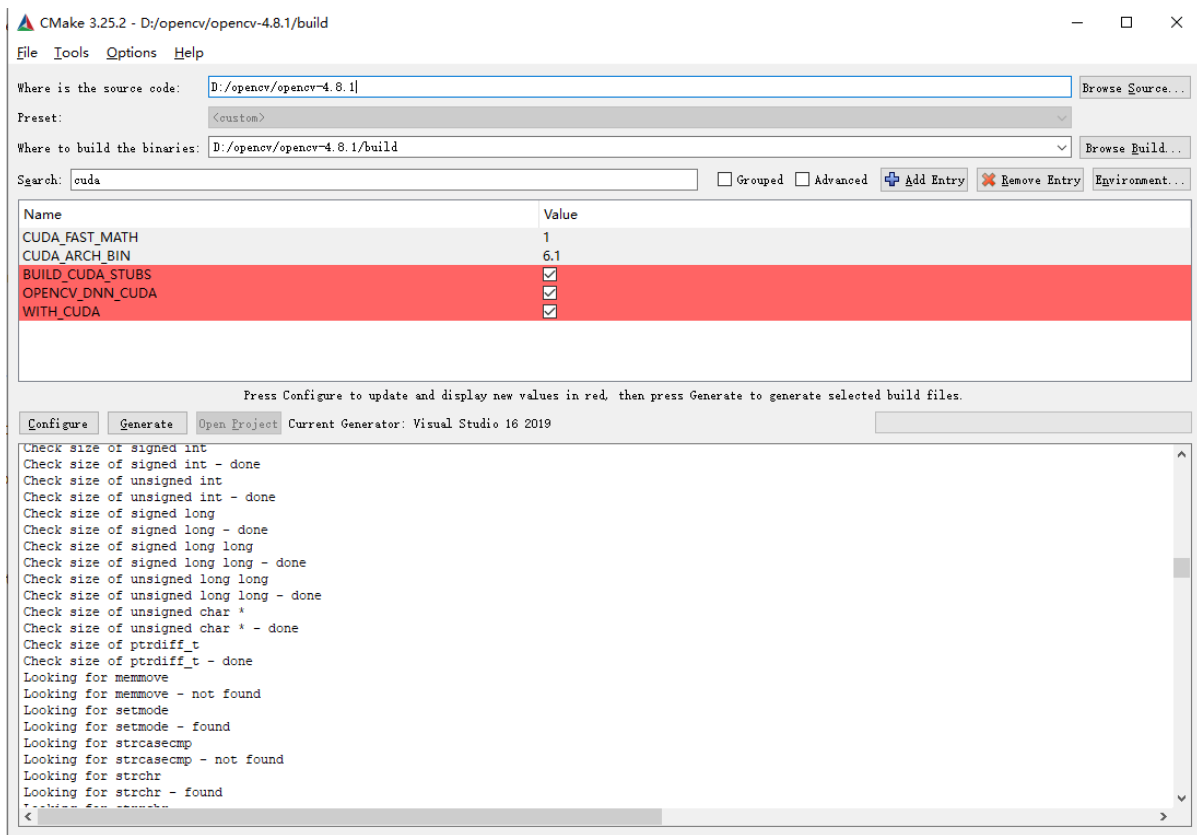 CMake 3.25.2 - D:/opencv/opencv-4.8.1/build
File Tools Options Help
Where is the source code: D:/opencv/opencv-4.8.1 Browse Source...
Preset: <custom>
Where to build the binaries: D:/opencv/opencv-4.8.1/build Browse Build...
Search: cuda Grouped Advanced Add Entry Remove Entry Environment...
Name Value
CUDA_FAST_MATH 1
CUDA_ARCH_BIN 6.1
BUILD_CUDA_STUBS
OPENCV_DNN_CUDA
WITH_CUDA
Press Configure to update and display new values in red, then press Generate to generate selected build files.
Configure Generate Open Project Current Generator: Visual Studio 16 2019
Check size of signed int
Check size of signed int - done
Check size of unsigned int
Check size of unsigned int - done
Check size of signed long
Check size of signed long - done
Check size of signed long long
Check size of signed long long - done
Check size of unsigned long long
Check size of unsigned long long - done
Check size of unsigned char *
Check size of unsigned char * - done
Check size of ptrdiff_t
Check size of ptrdiff_t - done
Looking for memmove
Looking for memmove - not found
Looking for setmode
Looking for setmode - found
Looking for strcasecmp
Looking for strcasecmp - not found
Looking for strchr
Looking for strchr - found
Looking for